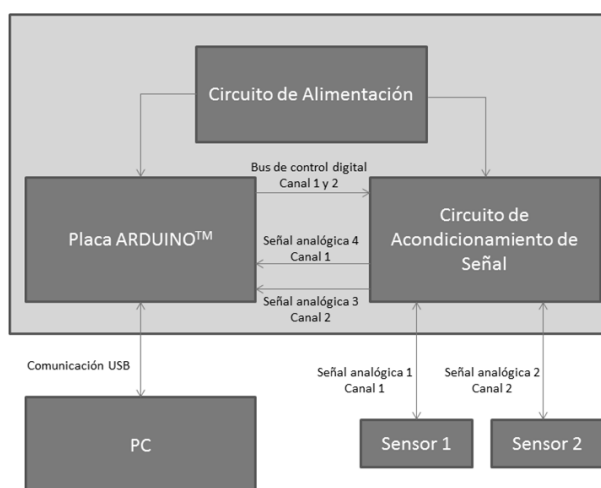 Circuito de Alimentación
Bus de control digital
Canal 1 y 2
Placa ARDUINO™
Circuito de
Acondicionamiento de
Señal
Señal analógica 4
Canal 1
Señal analógica 3
Canal 2
Comunicación USB
Señal analógica 1
Canal 1
Señal analógica 2
Canal 2
PC
Sensor 1
Sensor 2